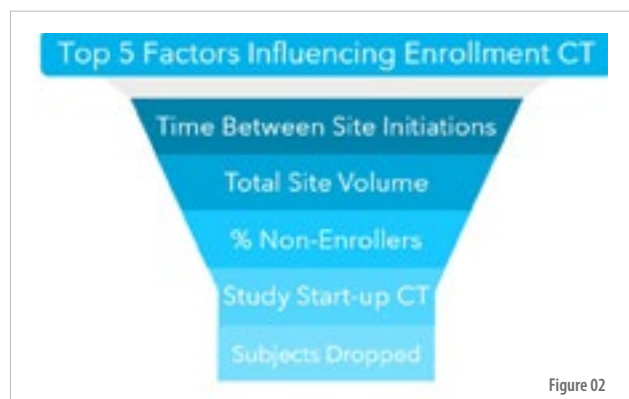 Top 5 Factors Influencing Enrollment CT
Time Between Site Initiations
Total Site Volume
% Non-Enrollers
Study Start-up CT
Subjects Dropped
Figure 02